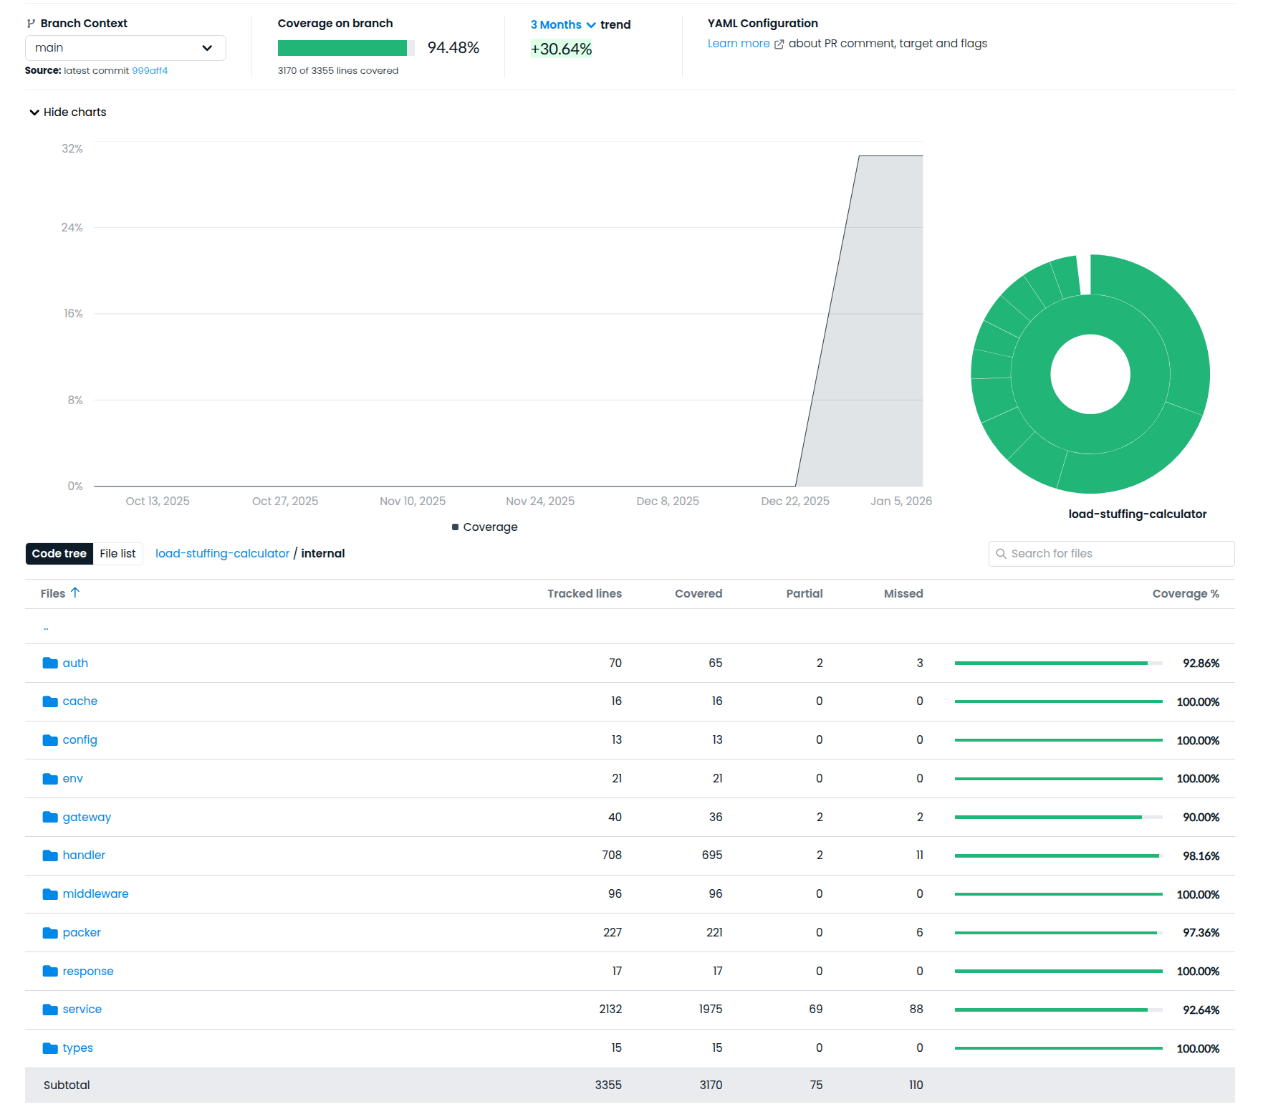 Branch Context
main
Source: latest commit 999aff4
Coverage on branch
94.48%
3170 of 3355 lines covered
3 Months trend
+30.64%
YAML Configuration
Learn more about PR comment, target and flags
Hide charts
32%
24%
16%
8%
0%
Oct 13, 2025 Oct 27, 2025 Nov 10, 2025 Nov 24, 2025 Dec 8, 2025 Dec 22, 2025 Jan 5, 2026
Coverage
load-stuffing-calculator
Code tree File list load-stuffing-calculator / internal Search for files
Files Tracked lines Covered Partial Missed Coverage %
..
auth 70 65 2 3 92.86%
cache 16 16 0 0 100.00%
config 13 13 0 0 100.00%
env 21 21 0 0 100.00%
gateway 40 36 2 2 90.00%
handler 708 695 2 11 98.16%
middleware 96 96 0 0 100.00%
packer 227 221 0 6 97.36%
response 17 17 0 0 100.00%
service 2132 1975 69 88 92.64%
types 15 15 0 0 100.00%
Subtotal 3355 3170 75 110